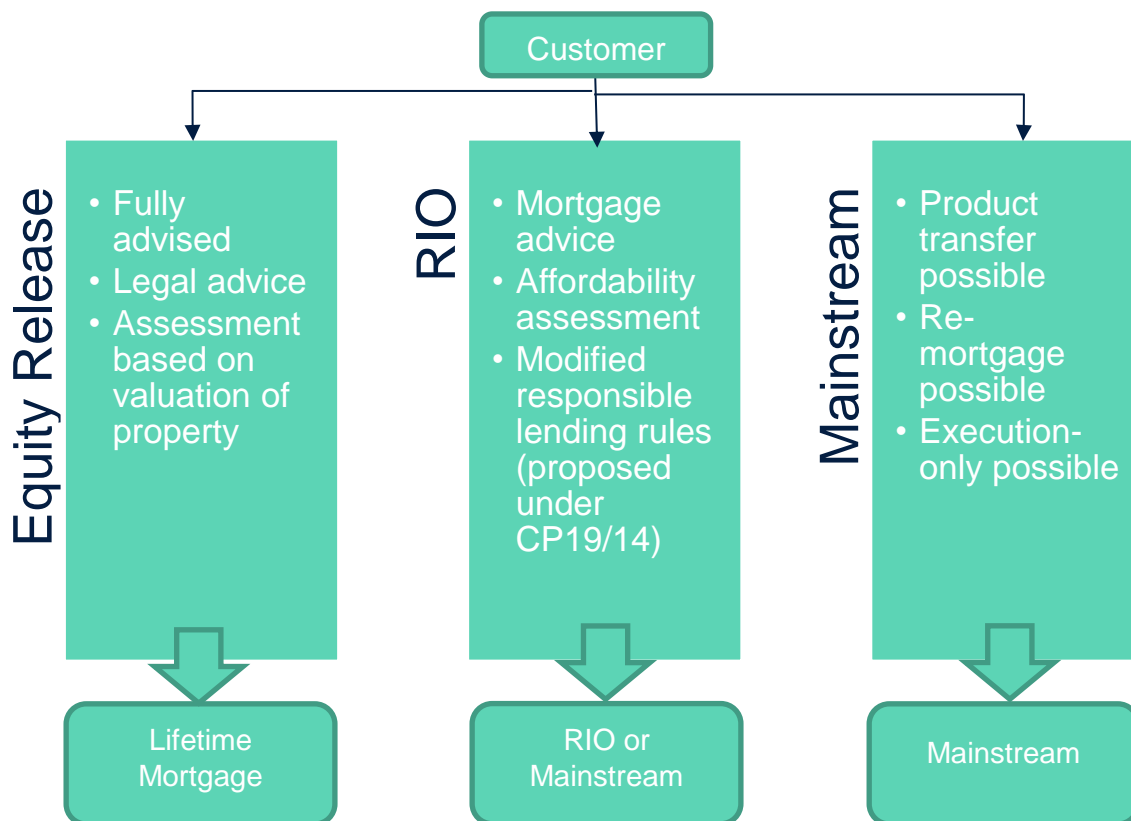 Customer
Equity Release
• Fully
advised
• Legal advice
• Assessment
based on
valuation of
property
Lifetime
Mortgage
RIO
• Mortgage
advice
• Affordability
assessment
• Modified
responsible
lending rules
(proposed
under
CP19/14)
RIO or
Mainstream
Mainstream
• Product
transfer
possible
• Re-
mortgage
possible
• Execution-
only possible
Mainstream